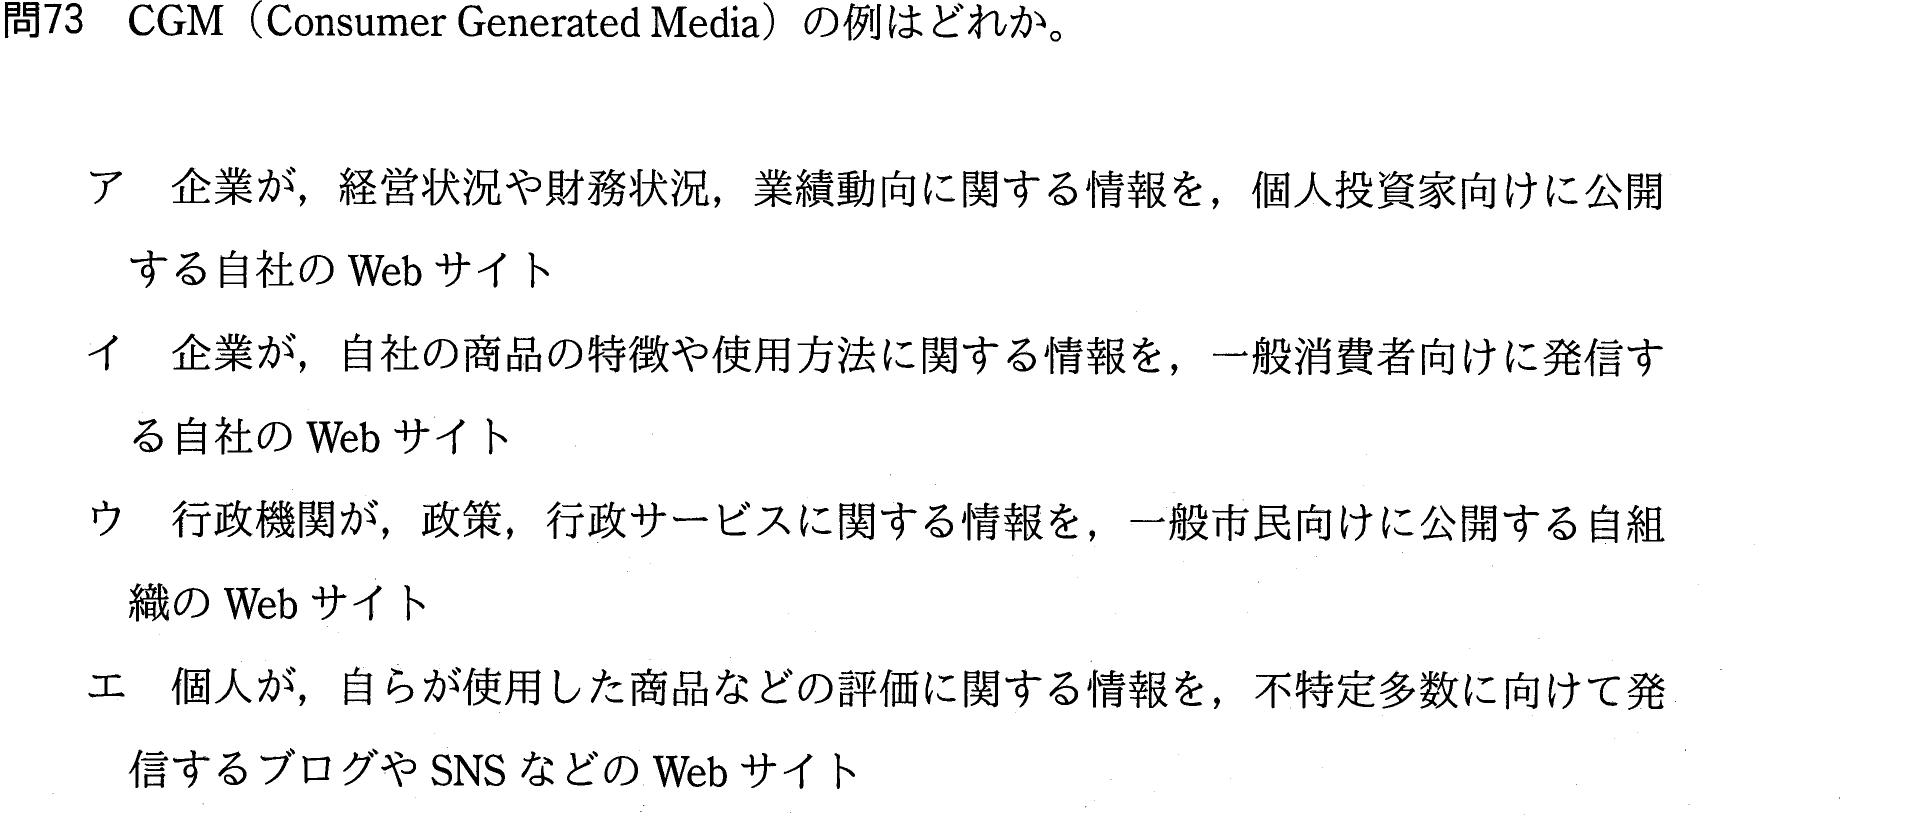 問73 CGM（Consumer Generated Media）の例はどれか。
ア 企業が，経営状況や財務状況，業績動向に関する情報を，個人投資家向けに公開
する自社の Web サイト
イ 企業が，自社の商品の特徴や使用方法に関する情報を，一般消費者向けに発信す
る自社の Web サイト
ウ 行政機関が，政策，行政サービスに関する情報を，一般市民向けに公開する自組
織の Web サイト
エ 個人が，自らが使用した商品などの評価に関する情報を，不特定多数に向けて発
信するブログや SNS などの Web サイト